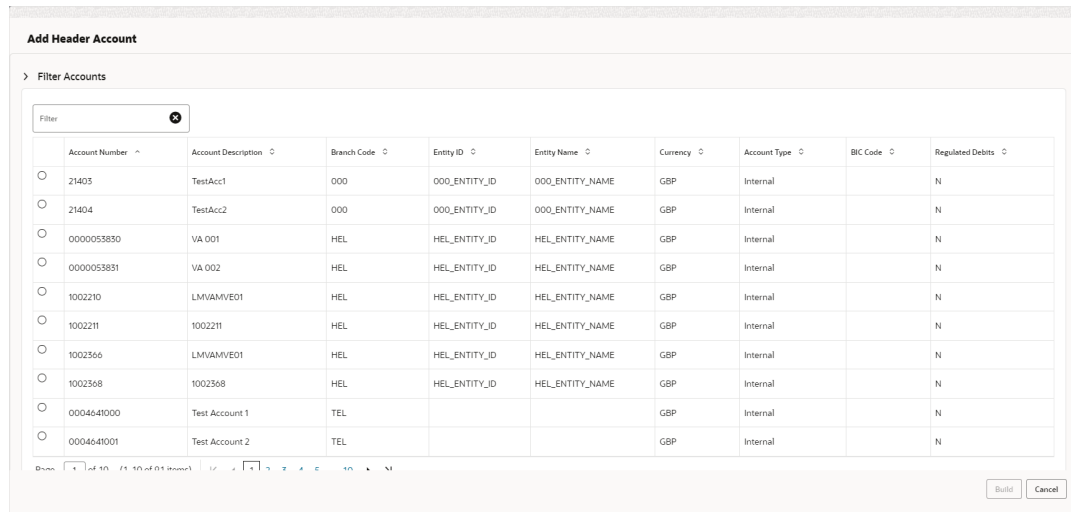 Add Header Account
Filter Accounts
Filter
Account Number Account Description Branch Code Entity ID Entity Name Currency Account Type BIC Code Regulated Debits
21403 TestAcc1 000 000_ENTITY_ID 000_ENTITY_NAME GBP Internal N
21404 TestAcc2 000 000_ENTITY_ID 000_ENTITY_NAME GBP Internal N
0000053830 VA 001 HEL HEL_ENTITY_ID HEL_ENTITY_NAME GBP Internal N
0000053831 VA 002 HEL HEL_ENTITY_ID HEL_ENTITY_NAME GBP Internal N
1002210 LMVAMVE01 HEL HEL_ENTITY_ID HEL_ENTITY_NAME GBP Internal N
1002211 1002211 HEL HEL_ENTITY_ID HEL_ENTITY_NAME GBP Internal N
1002366 LMVAMVE01 HEL HEL_ENTITY_ID HEL_ENTITY_NAME GBP Internal N
1002368 1002368 HEL HEL_ENTITY_ID HEL_ENTITY_NAME GBP Internal N
0004641000 Test Account 1 TEL GBP Internal N
0004641001 Test Account 2 TEL GBP Internal N
Page 1 of 10 (1-10 of 91 items) 1 2 3 4 5 ... 10
Build Cancel